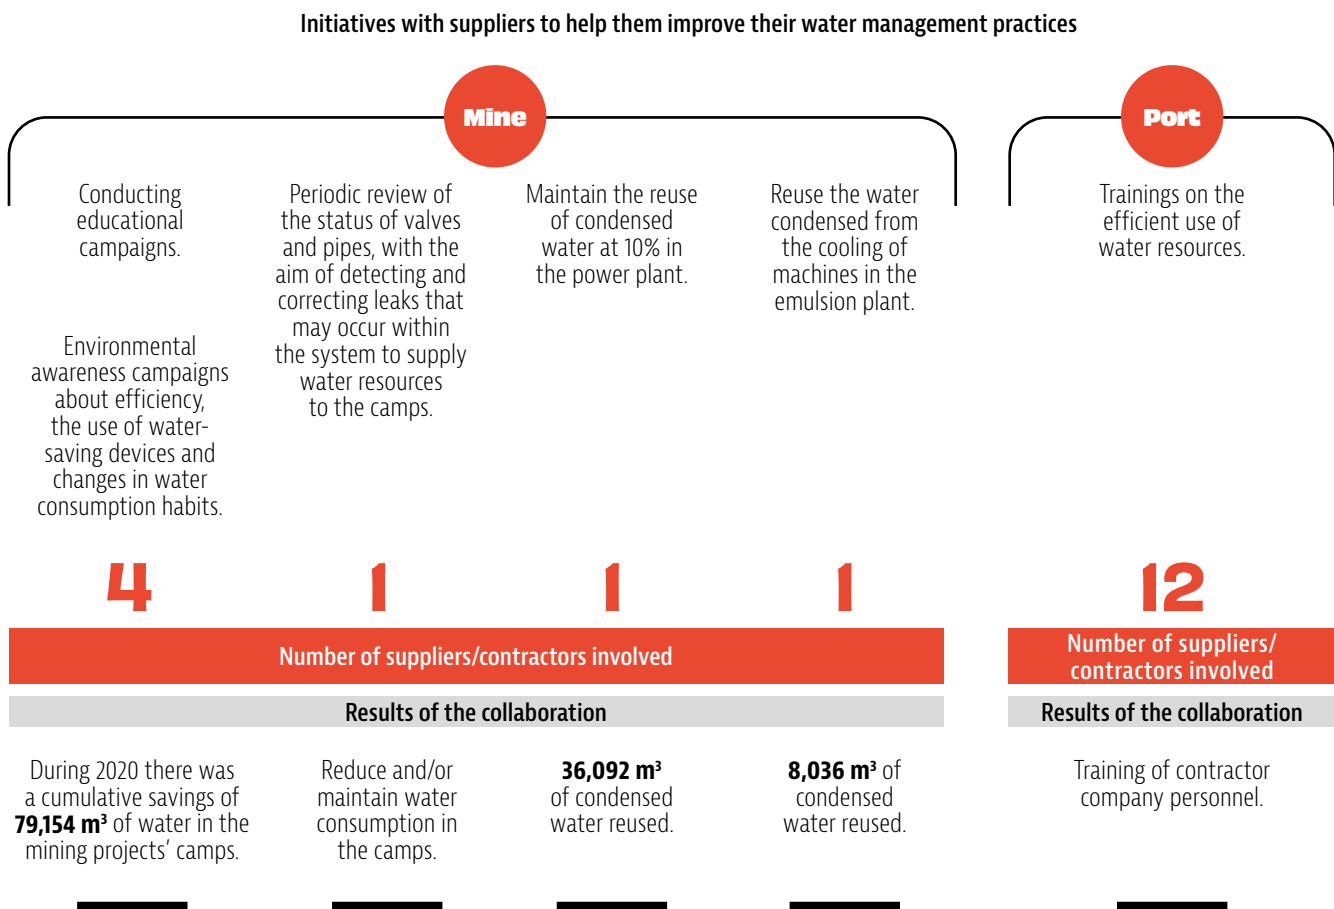 Initiatives with suppliers to help them improve their water management practices
Mine
Conducting
educational
campaigns.
Environmental
awareness campaigns
about efficiency,
the use of water-
saving devices and
changes in water
consumption habits.
Periodic review of
the status of valves
and pipes, with the
aim of detecting and
correcting leaks that
may occur within
the system to supply
water resources
to the camps.
Maintain the reuse
of condensed
water at 10% in
the power plant.
Reuse the water
condensed from
the cooling of
machines in the
emulsion plant.
4
1
1
1
Number of suppliers/contractors involved
Results of the collaboration
During 2020 there was
a cumulative savings of
79,154 m³ of water in the
mining projects’ camps.
Reduce and/or
maintain water
consumption in
the camps.
36,092 m³
of condensed
water reused.
8,036 m³ of
condensed
water reused.
Port
Trainings on the
efficient use of
water resources.
12
Number of suppliers/
contractors involved
Results of the collaboration
Training of contractor
company personnel.